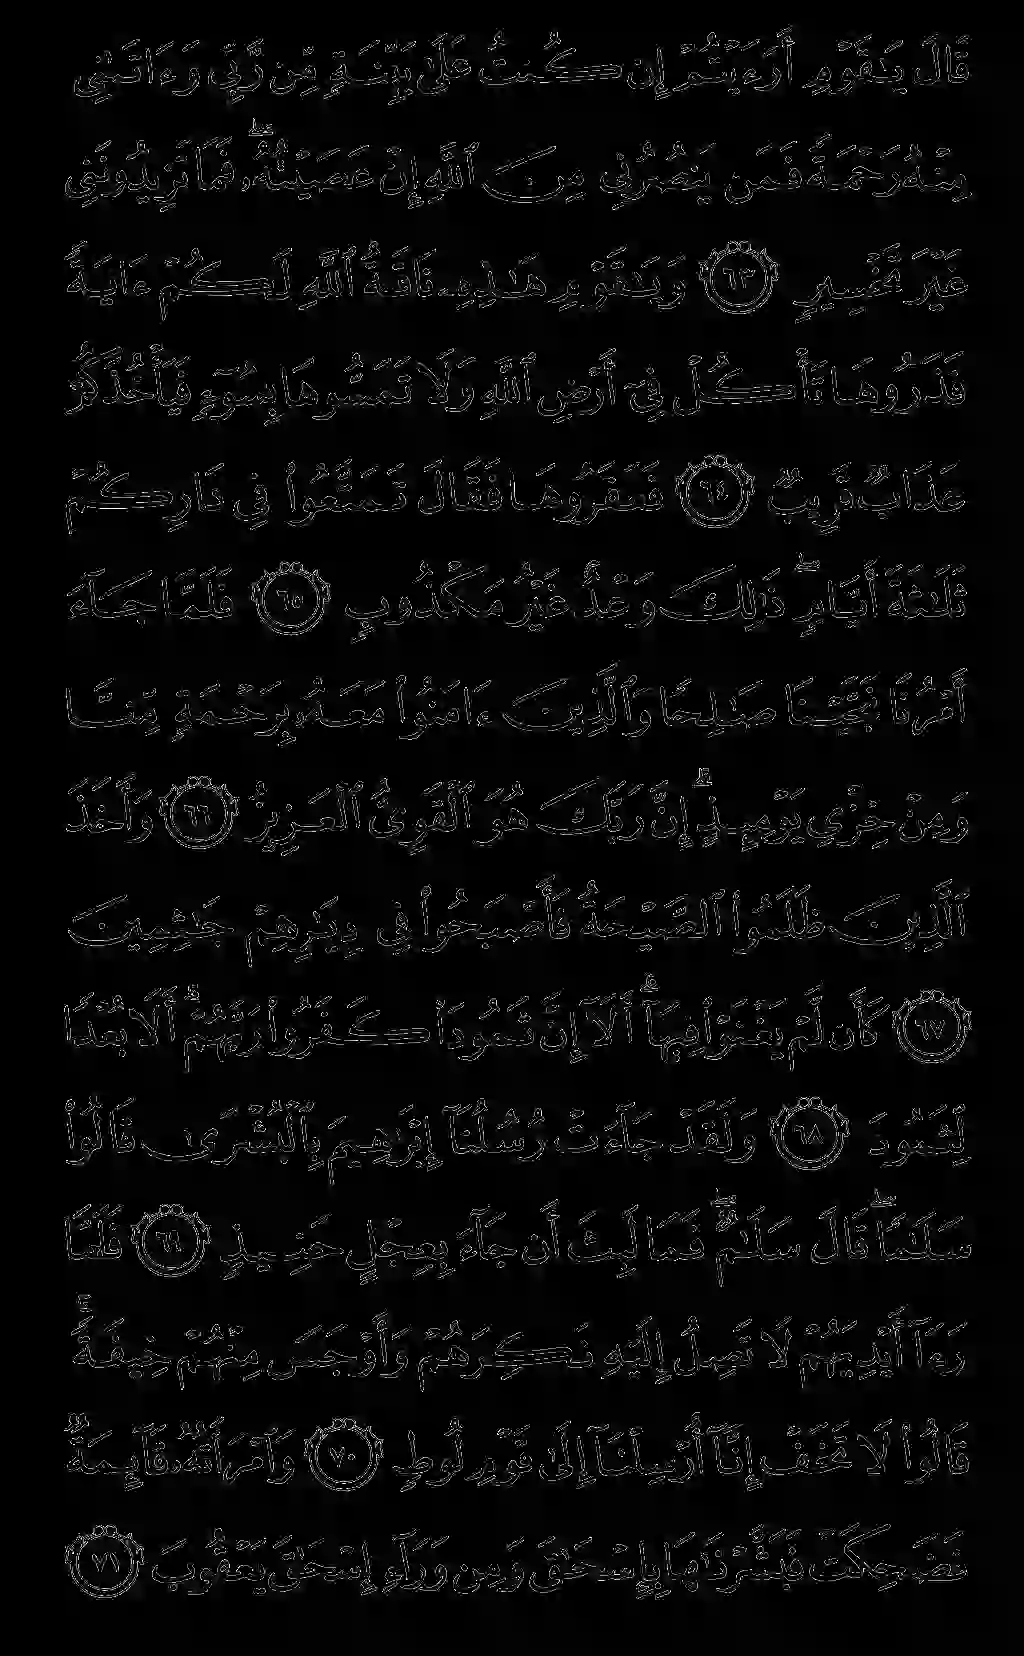 قَالَ يَـٰقَوْمِ أَرَءَيْتُمْ إِن كُنتُ عَلَىٰ بَيِّنَةٍ مِّن رَّبِّي وَءَاتَىٰنِي
مِنْهُ رَحْمَةً فَمَن يَنصُرُنِي مِنَ ٱللَّهِ إِنْ عَصَيْتُهُۥ ۖ فَمَا تَزِيدُونَنِي
غَيْرَ تَخْسِيرٍ ٦٣ وَيَـٰقَوْمِ هَـٰذِهِۦ نَاقَةُ ٱللَّهِ لَكُمْ ءَايَةً
فَذَرُوهَا تَأْكُلْ فِىٓ أَرْضِ ٱللَّهِ وَلَا تَمَسُّوهَا بِسُوٓءٍ فَيَأْخُذَكُمْ
عَذَابٌ قَرِيبٌ ٦٤ فَعَقَرُوهَا فَقَالَ تَمَتَّعُوا۟ فِي دَارِكُمْ
ثَلَـٰثَةَ أَيَّامٍ ۖ ذَٰلِكَ وَعْدٌ غَيْرُ مَكْذُوبٍ ٦٥ فَلَمَّا جَآءَ
أَمْرُنَا نَجَّيْنَا صَـٰلِحًا وَٱلَّذِينَ ءَامَنُوا۟ مَعَهُۥ بِرَحْمَةٍ مِّنَّا
وَمِنْ خِزْيِ يَوْمِئِذٍ ۗ إِنَّ رَبَّكَ هُوَ ٱلْقَوِىُّ ٱلْعَزِيزُ ٦٦ وَأَخَذَ
ٱلَّذِينَ ظَلَمُوا۟ ٱلصَّيْحَةُ فَأَصْبَحُوا۟ فِي دِيَـٰرِهِمْ جَـٰثِمِينَ
٦٧ كَأَن لَّمْ يَغْنَوْا۟ فِيهَآ ۗ أَلَآ إِنَّ ثَمُودَا۟ كَفَرُوا۟ رَبَّهُمْ ۗ أَلَا بُعْدًا
لِّثَمُودَ ٦٨ وَلَقَدْ جَآءَتْ رُسُلُنَآ إِبْرَٰهِيمَ بِٱلْبُشْرَىٰ قَالُوا۟
سَلَـٰمًا ۖ قَالَ سَلَـٰمٌ ۖ فَمَا لَبِثَ أَن جَآءَ بِعِجْلٍ حَنِيذٍ ٦٩ فَلَمَّا
رَءَآ أَيْدِيَهُمْ لَا تَصِلُ إِلَيْهِ نَكِرَهُمْ وَأَوْجَسَ مِنْهُمْ خِيفَةً ۚ
قَالُوا۟ لَا تَخَفْ إِنَّآ أُرْسِلْنَآ إِلَىٰ قَوْمِ لُوطٍ ٧٠ وَٱمْرَأَتُهُۥ قَآئِمَةٌ
فَضَحِكَتْ فَبَشَّرْنَـٰهَا بِإِسْحَـٰقَ وَمِن وَرَآءِ إِسْحَـٰقَ يَعْقُوبَ ٧١